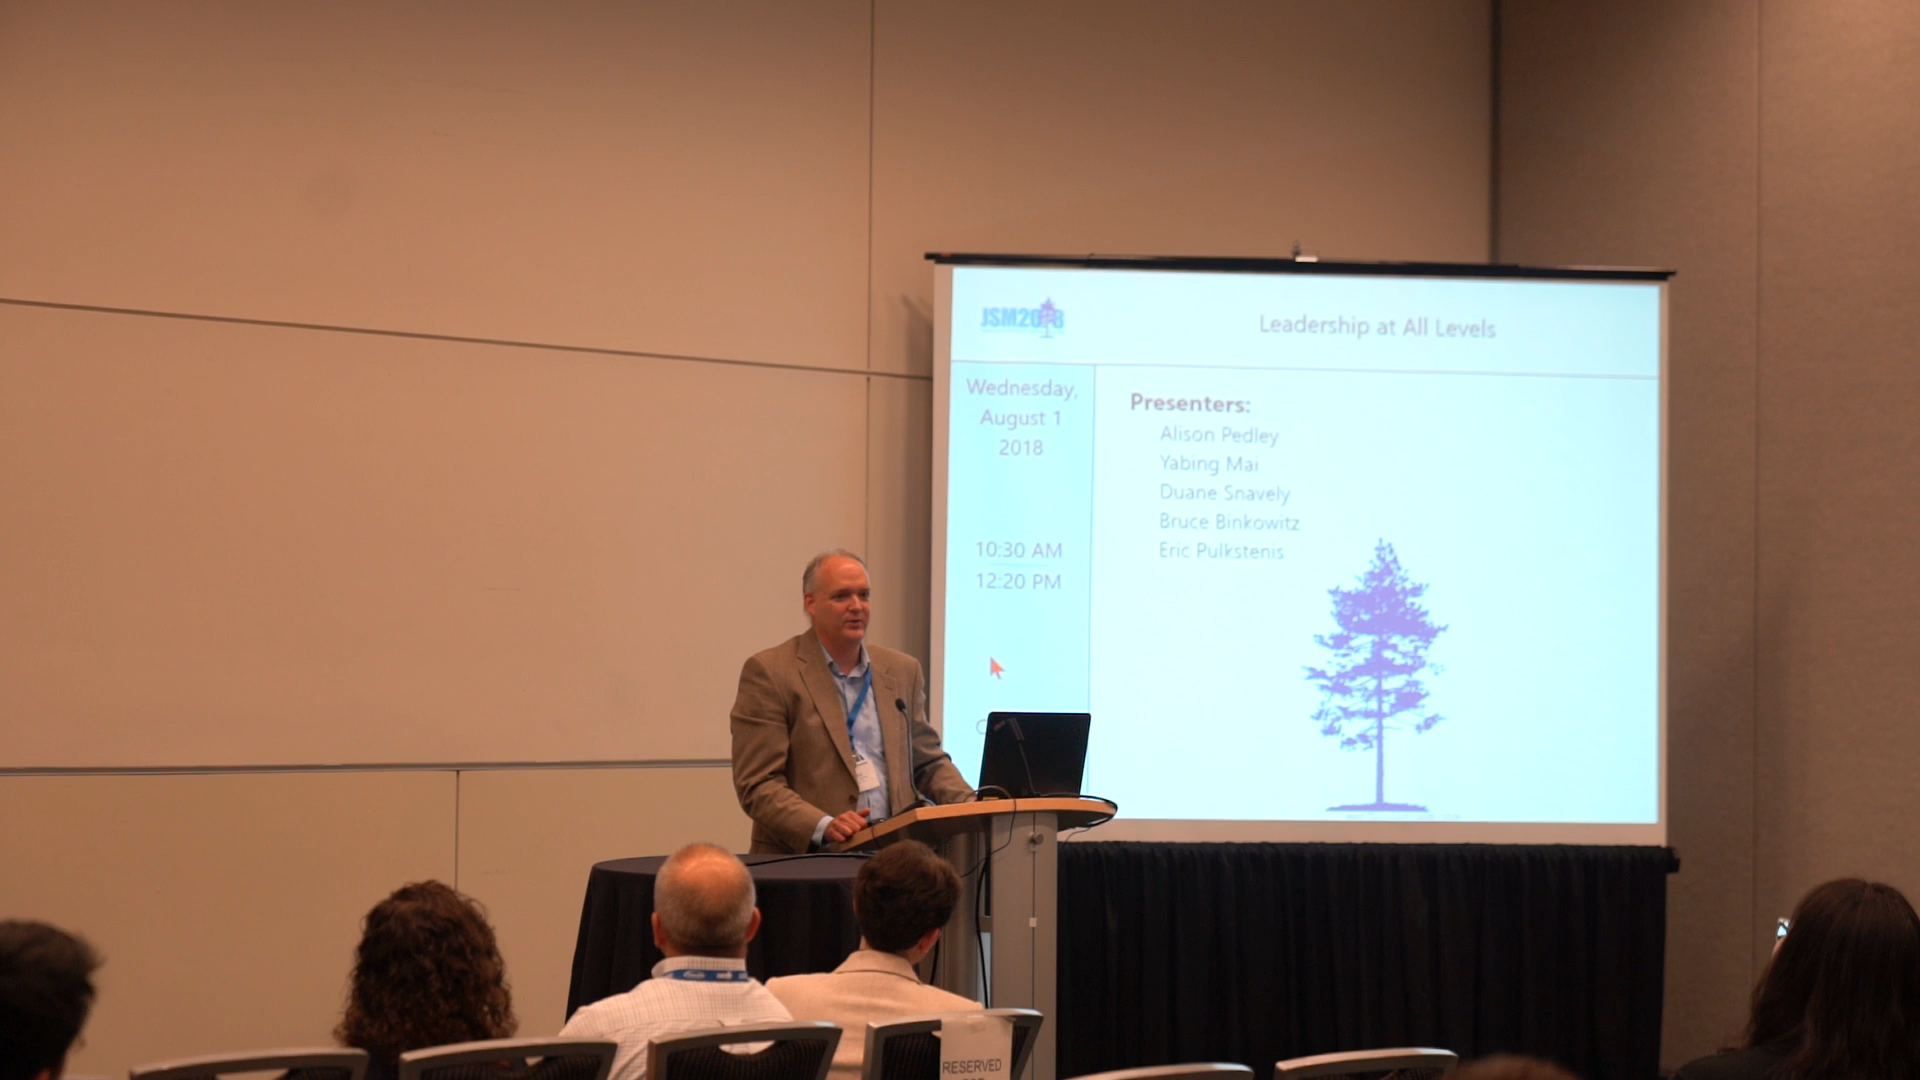 JSM2018
Leadership at All Levels
Wednesday,
August 1
2018
10:30 AM
12:20 PM
Presenters:
Alison Pedley
Yabing Mai
Duane Snavely
Bruce Binkowitz
Eric Pulkstenis
RESERVED